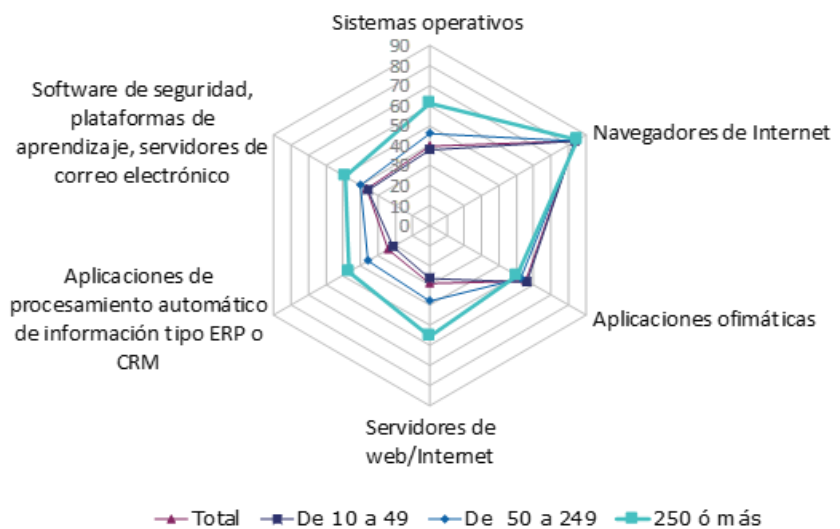 Sistemas operativos
90
80
70
60
50
40
30
20
10
0
Navegadores de Internet
Aplicaciones ofimáticas
Servidores de
web/Internet
Aplicaciones de
procesamiento automático
de información tipo ERP o
CRM
Software de seguridad,
plataformas de
aprendizaje, servidores de
correo electrónico
Total De 10 a 49 De 50 a 249 250 ó más